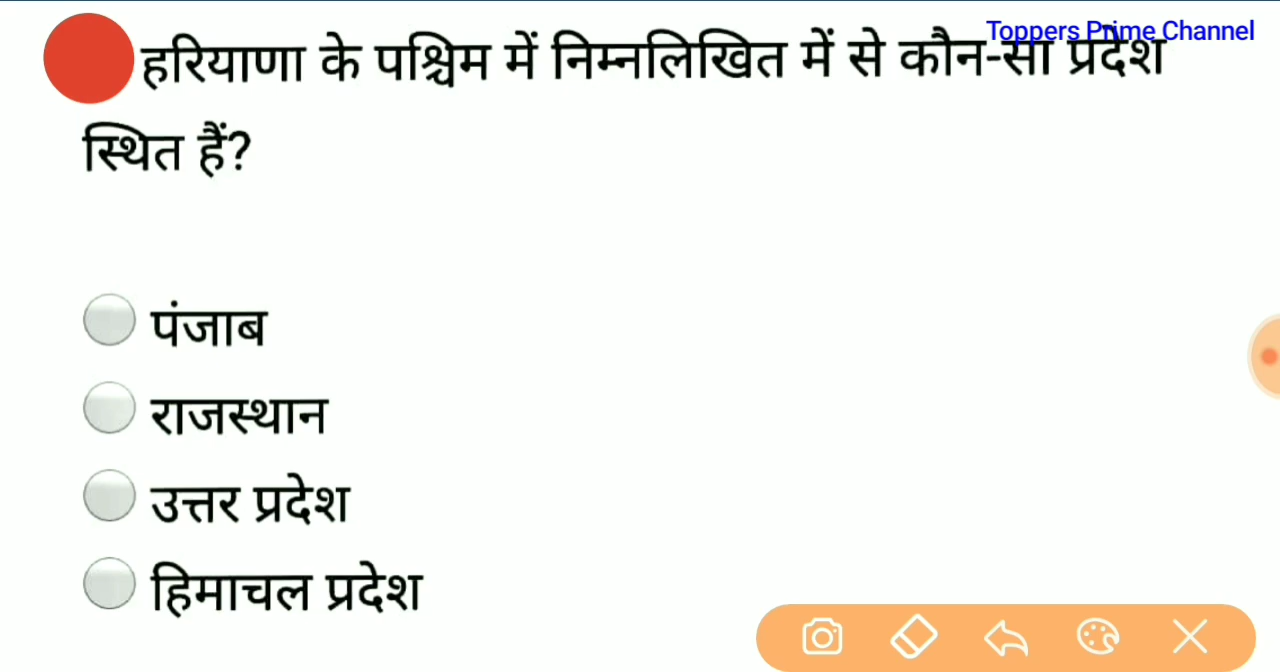 Toppers Prime Channel
हरियाणा के पश्चिम में निम्नलिखित में से कौन-सा प्रदेश
स्थित हैं?
पंजाब
राजस्थान
उत्तर प्रदेश
हिमाचल प्रदेश